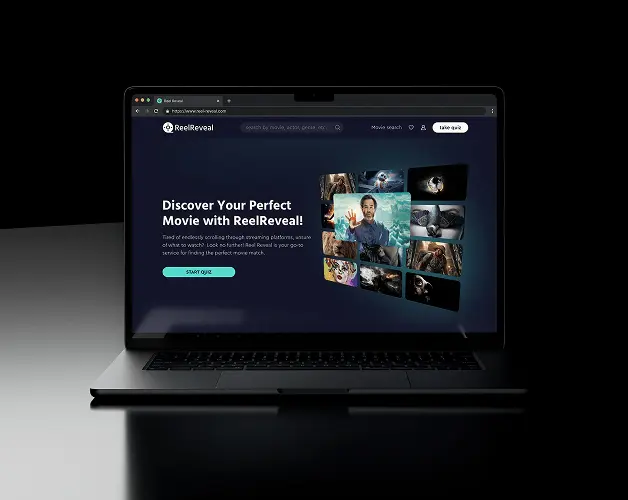 Reel Reveal
https://www.reel-reveal.com
ReelReveal
Search by movie, actor, genre, etc.
Movie search
take quiz
Discover Your Perfect
Movie with ReelReveal!
Tired of endlessly scrolling through streaming platforms, unsure
of what to watch? Look no further! Reel Reveal is your go-to
service for finding the perfect movie match.
START QUIZ